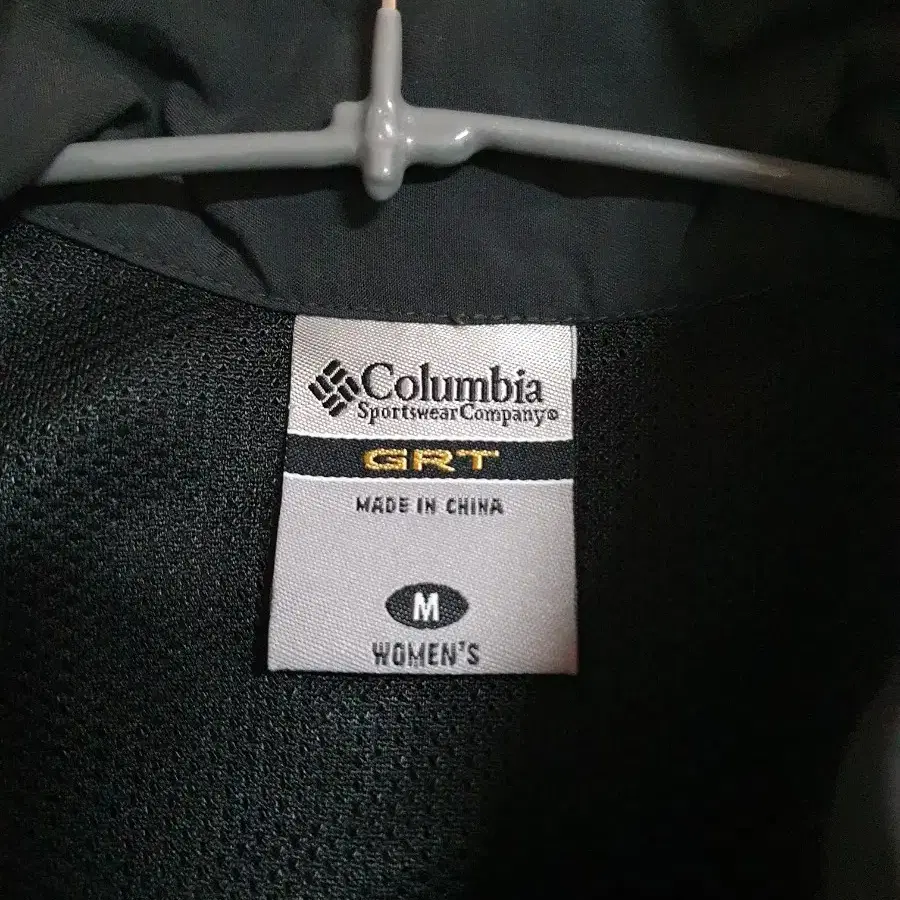 Columbia
Sportswear Company®
GRT
MADE IN CHINA
M
WOMEN'S